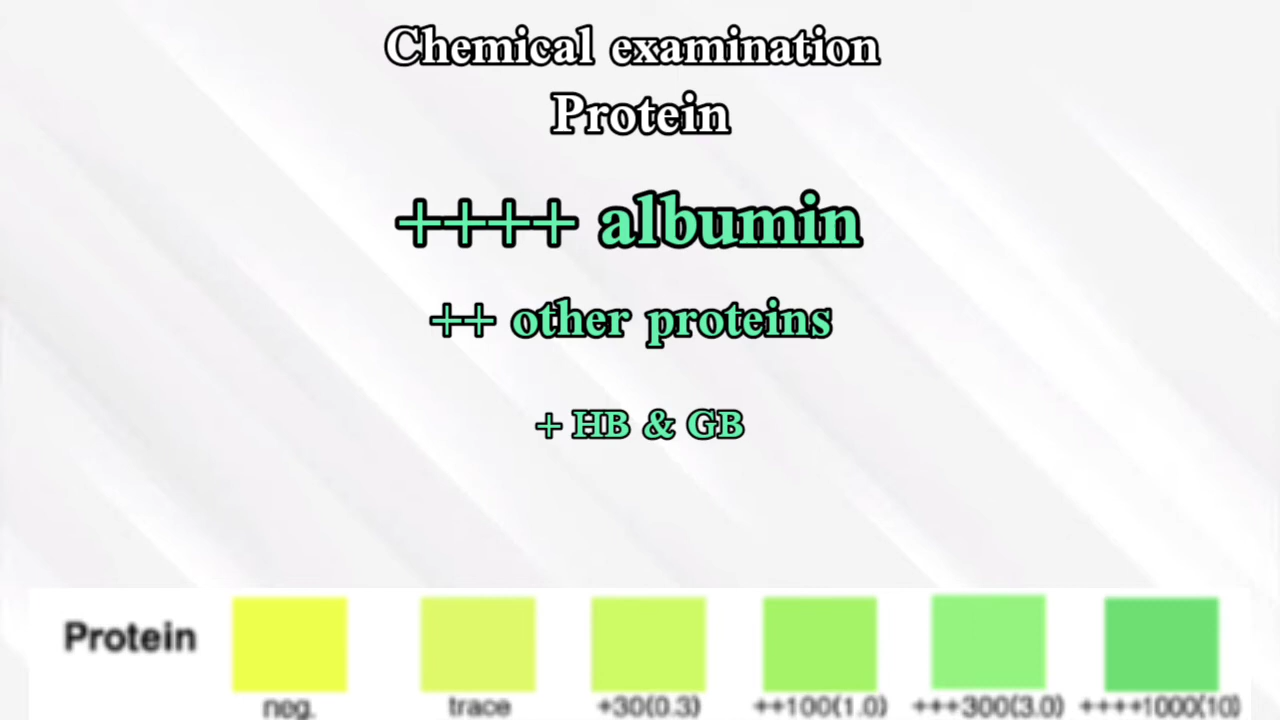 Chemical examination
Protein
++++ albumin
++ other proteins
+ HB & GB
Protein
neg. trace +30(0.3) ++100(1.0) +++300(3.0) ++++1000(10)